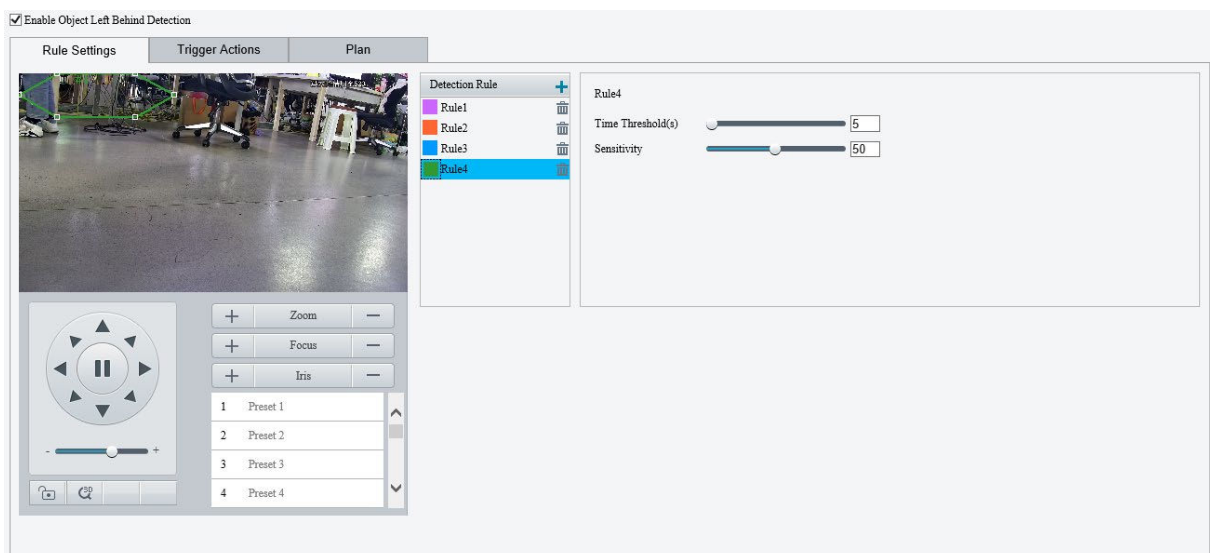 Enable Object Left Behind Detection
Rule Settings Trigger Actions Plan
Detection Rule
Rule1
Rule2
Rule3
Rule4
Rule4
Time Threshold(s) 5
Sensitivity 50
+ Zoom −
+ Focus −
+ Iris −
- +
1 Preset 1
2 Preset 2
3 Preset 3
4 Preset 4